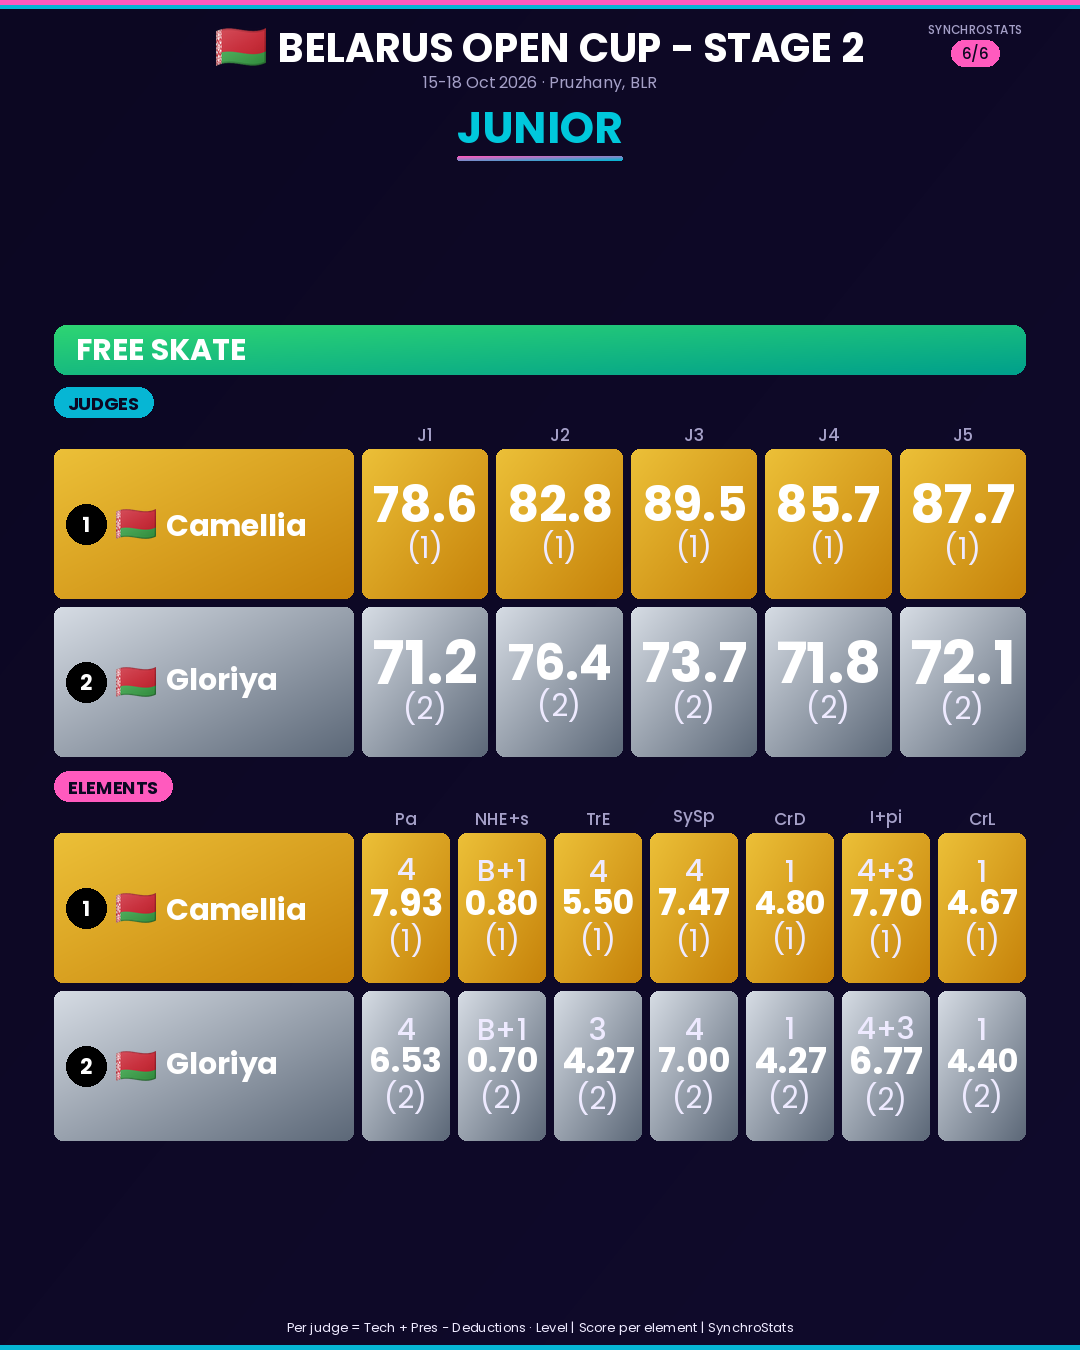 BELARUS OPEN CUP - STAGE 2
SYNCHROSTATS
6/6
15-18 Oct 2026 · Pruzhany, BLR
JUNIOR
FREE SKATE
JUDGES
J1 J2 J3 J4 J5
1 Camellia 78.6 82.8 89.5 85.7 87.7
(1) (1) (1) (1) (1)
2 Gloriya 71.2 76.4 73.7 71.8 72.1
(2) (2) (2) (2) (2)
ELEMENTS
Pa NHE+s TrE SySp CrD I+pi CrL
4 B+1 4 4 1 4+3 1
1 Camellia 7.93 0.80 5.50 7.47 4.80 7.70 4.67
(1) (1) (1) (1) (1) (1) (1)
4 B+1 3 4 1 4+3 1
2 Gloriya 6.53 0.70 4.27 7.00 4.27 6.77 4.40
(2) (2) (2) (2) (2) (2) (2)
Per judge = Tech + Pres - Deductions · Level | Score per element | SynchroStats